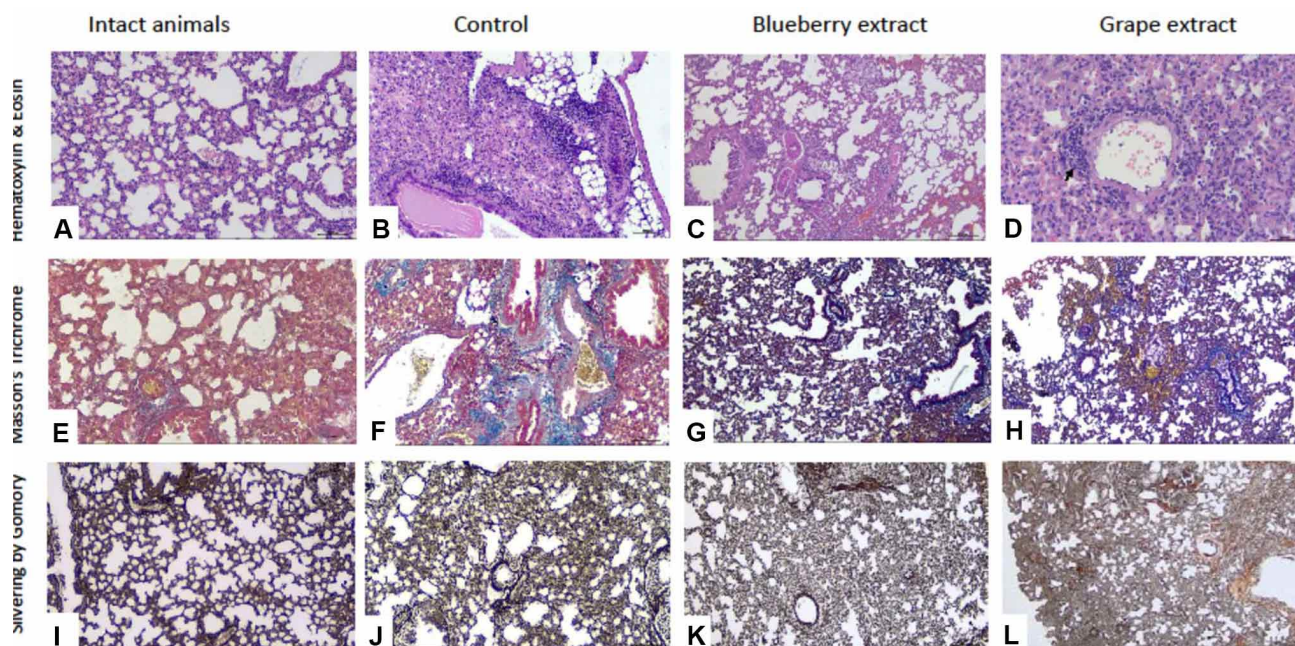 Intact animals Control Blueberry extract Grape extract
Hematoxylin & Eosin
A B C D
Masson's Trichrome
E F G H
Silvering by Gomory
I J K L